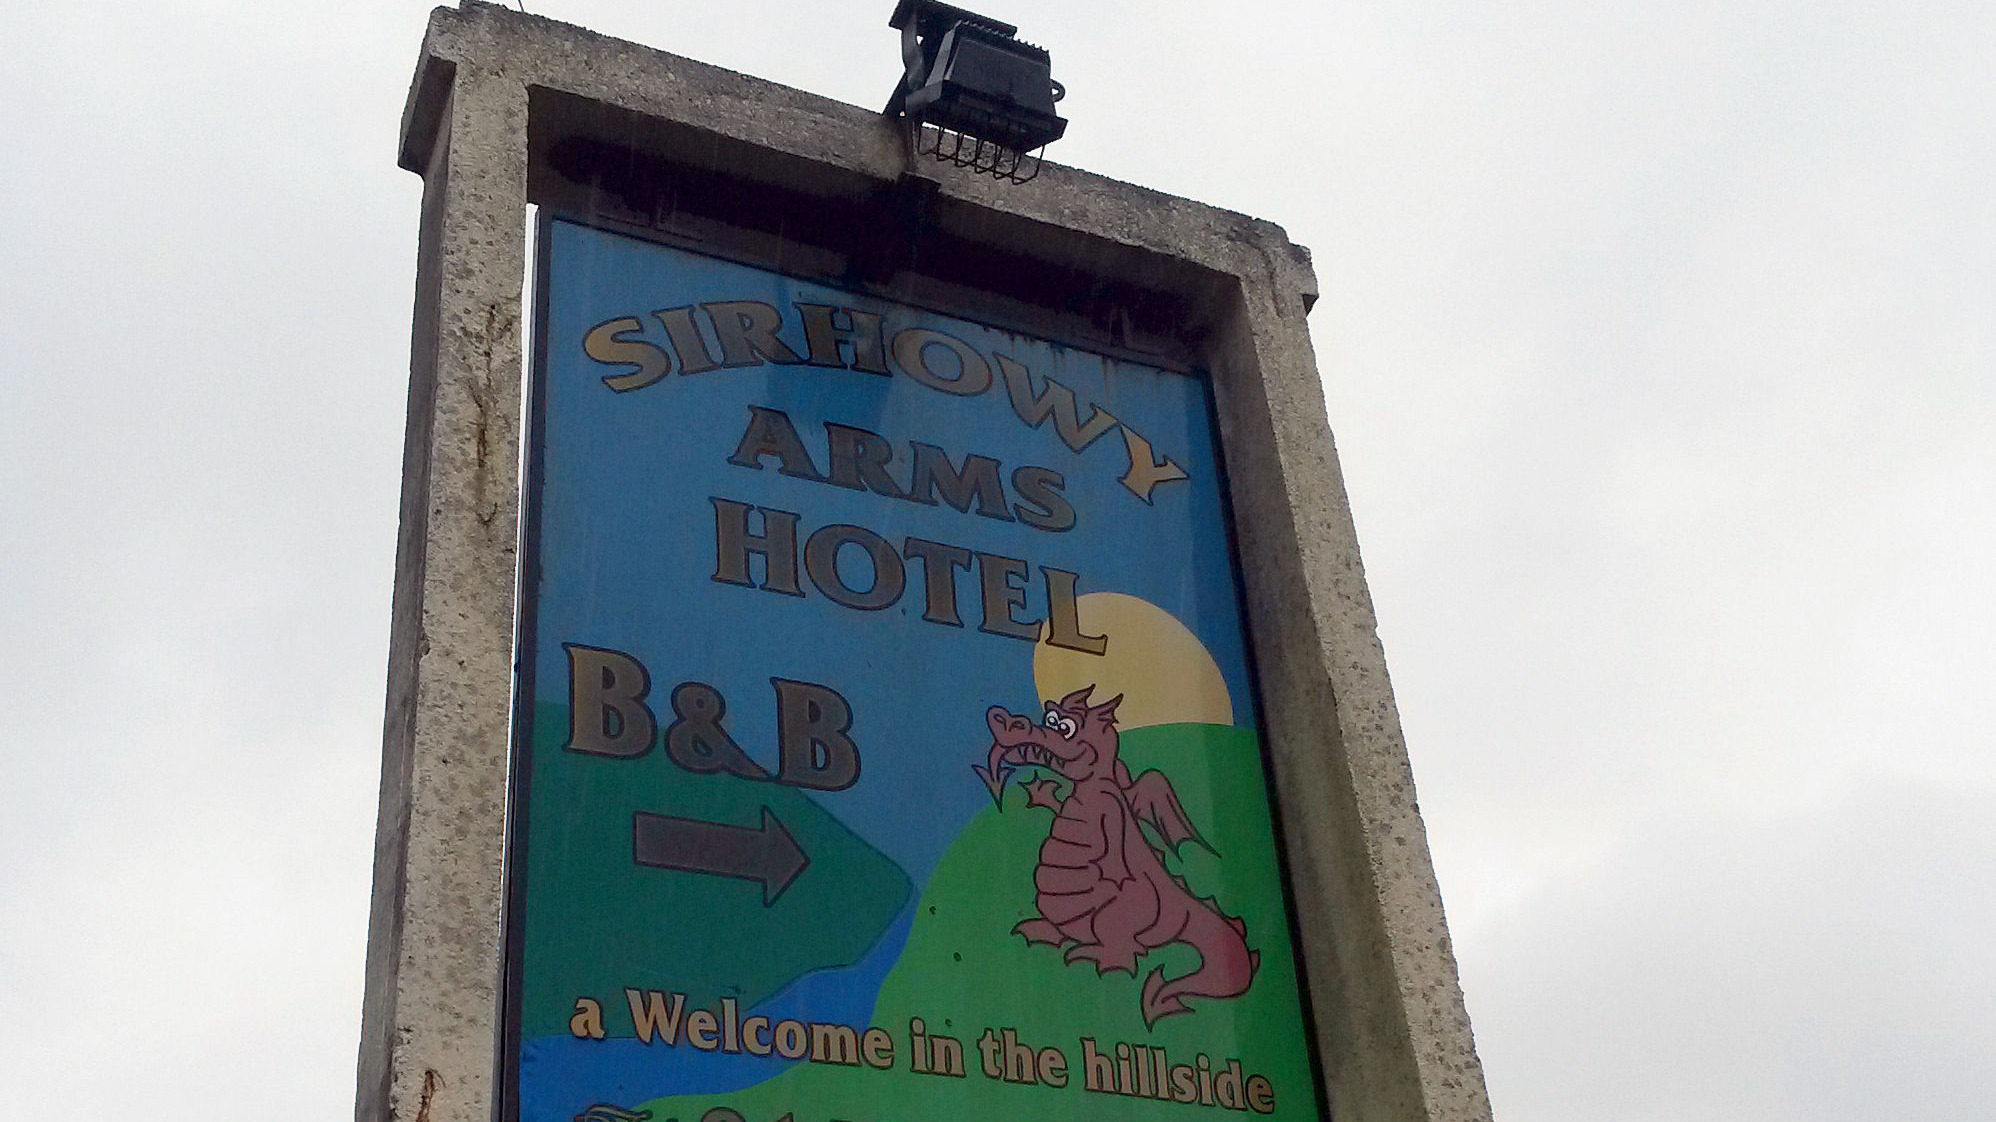 SIRHOWY
ARMS
HOTEL
B&B
a Welcome in the hillside